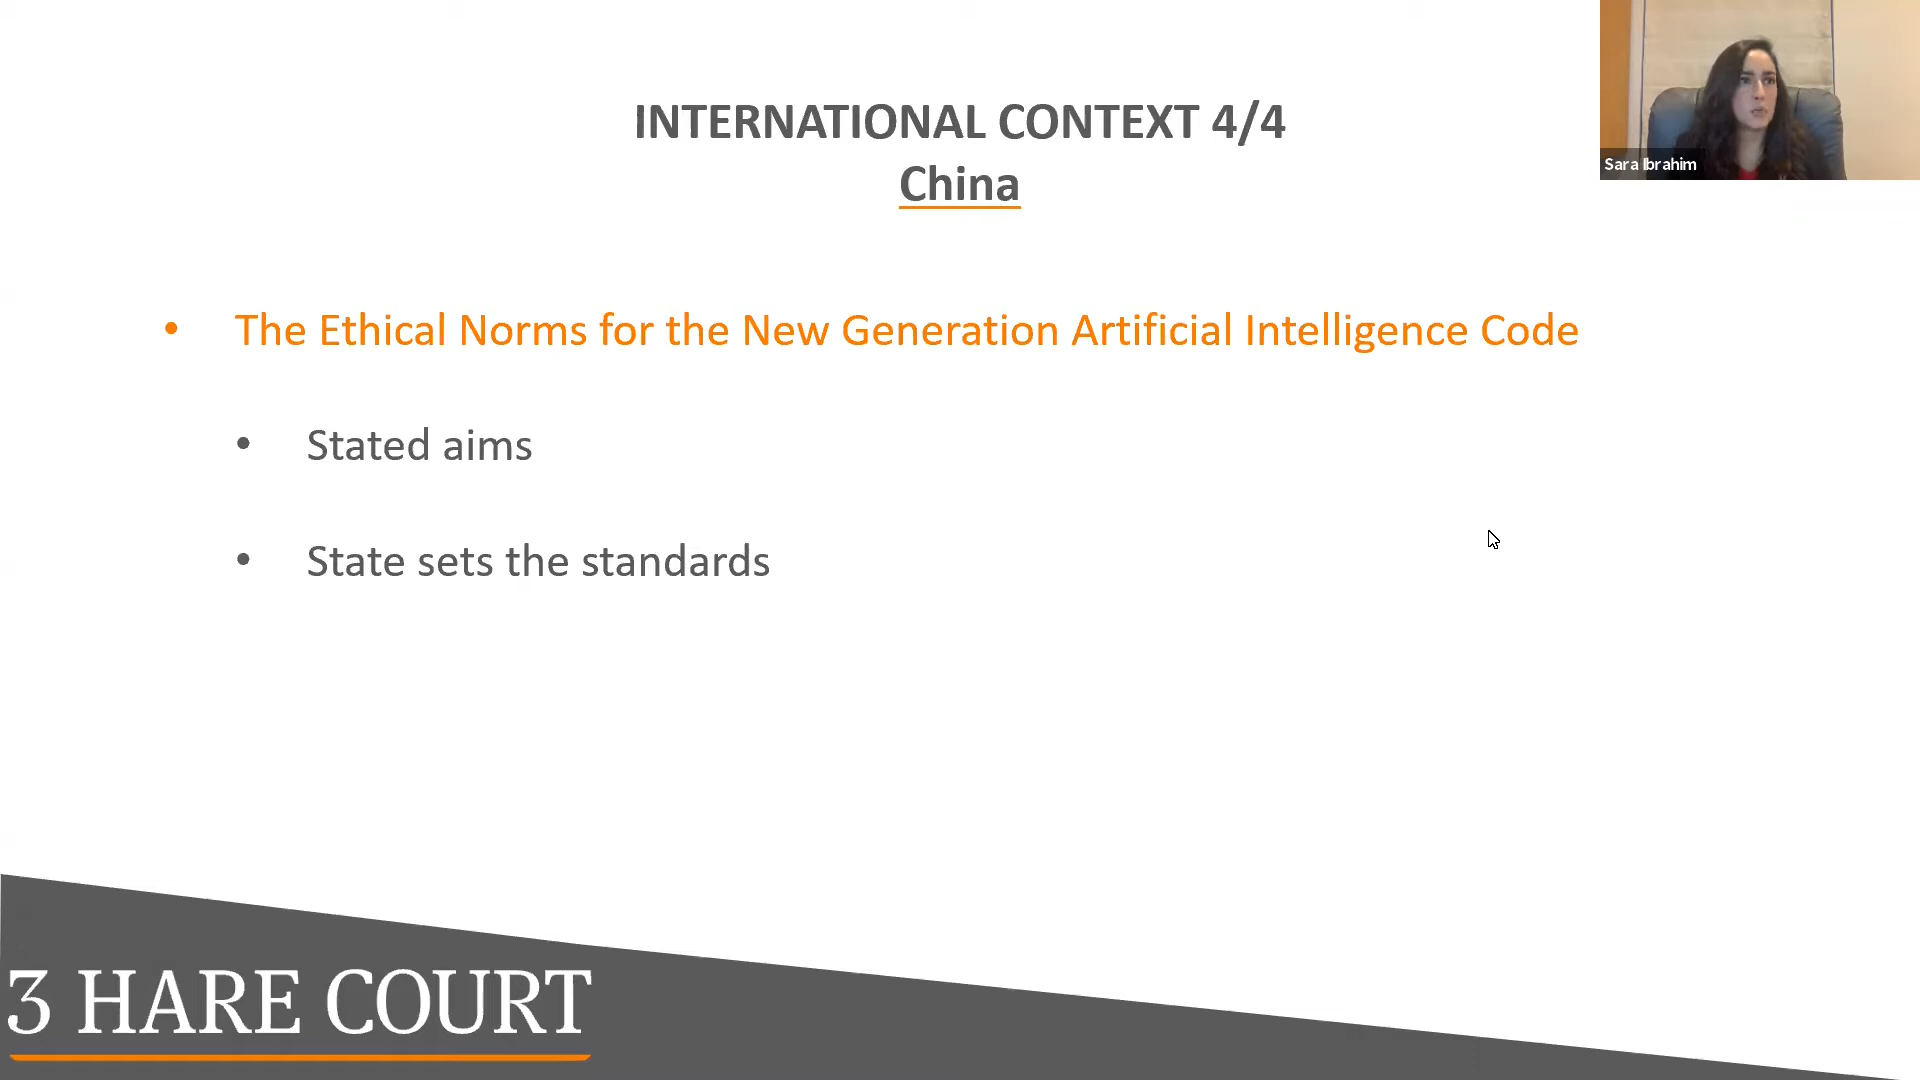 INTERNATIONAL CONTEXT 4/4
China
Sara Ibrahim
• The Ethical Norms for the New Generation Artificial Intelligence Code
• Stated aims
• State sets the standards
3 HARE COURT